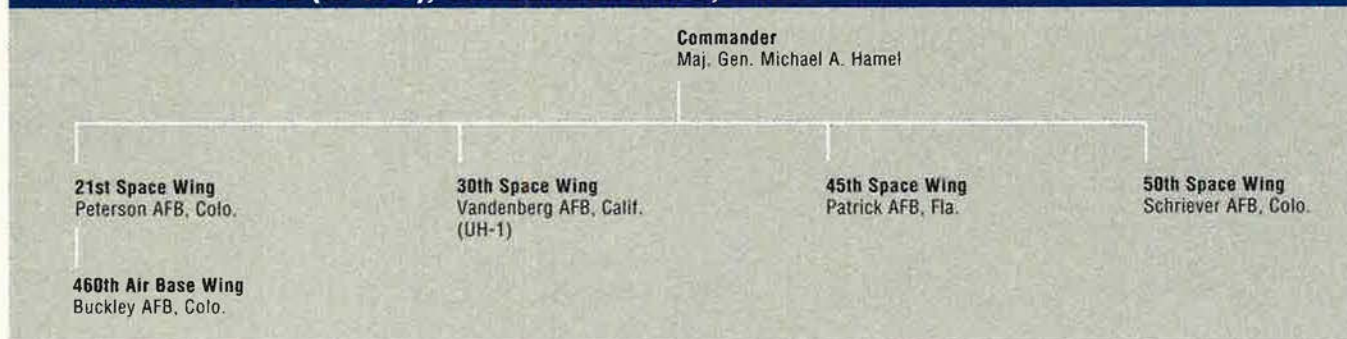 Commander
Maj. Gen. Michael A. Hamel
21st Space Wing
Peterson AFB, Colo.
30th Space Wing
Vandenberg AFB, Calif.
(UH-1)
45th Space Wing
Patrick AFB, Fla.
50th Space Wing
Schriever AFB, Colo.
460th Air Base Wing
Buckley AFB, Colo.